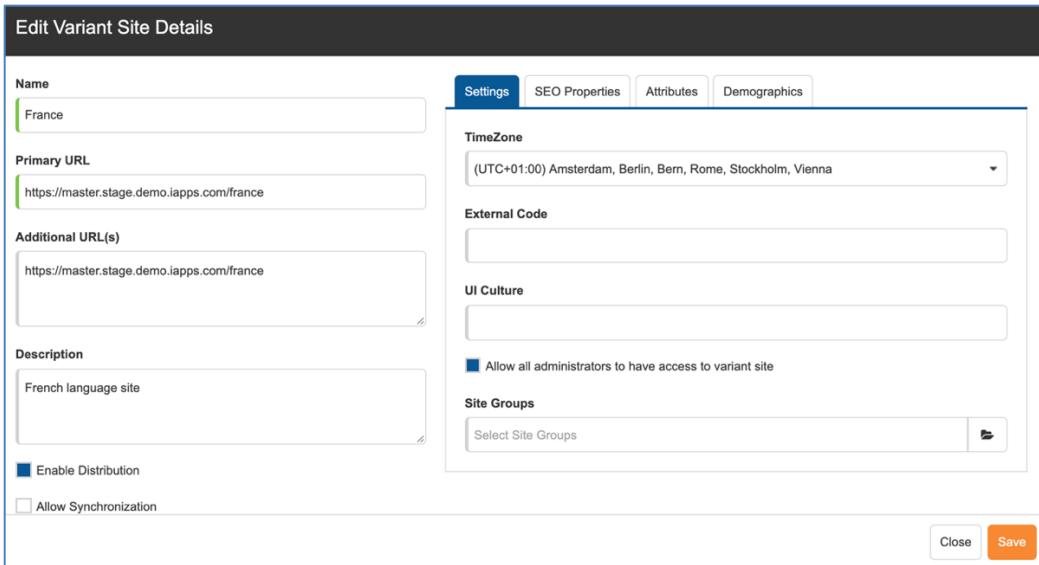 Edit Variant Site Details
Name
France
Primary URL
https://master.stage.demo.iapps.com/france
Additional URL(s)
https://master.stage.demo.iapps.com/france
Description
French language site
Enable Distribution
Allow Synchronization
Settings
SEO Properties
Attributes
Demographics
TimeZone
(UTC+01:00) Amsterdam, Berlin, Bern, Rome, Stockholm, Vienna
External Code
UI Culture
Allow all administrators to have access to variant site
Site Groups
Select Site Groups
Close
Save